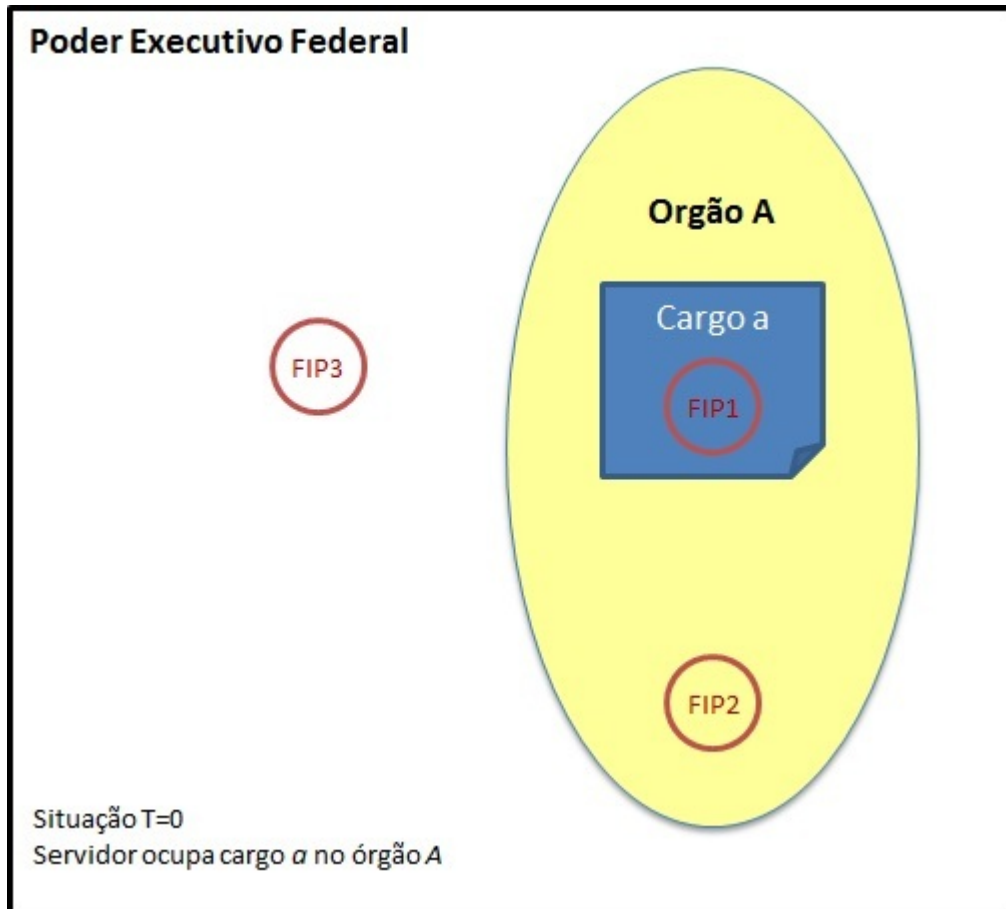 Poder Executivo Federal
Orgão A
Cargo a
FIP3
FIP1
FIP2
Situação T=0
Servidor ocupa cargo a no órgão A